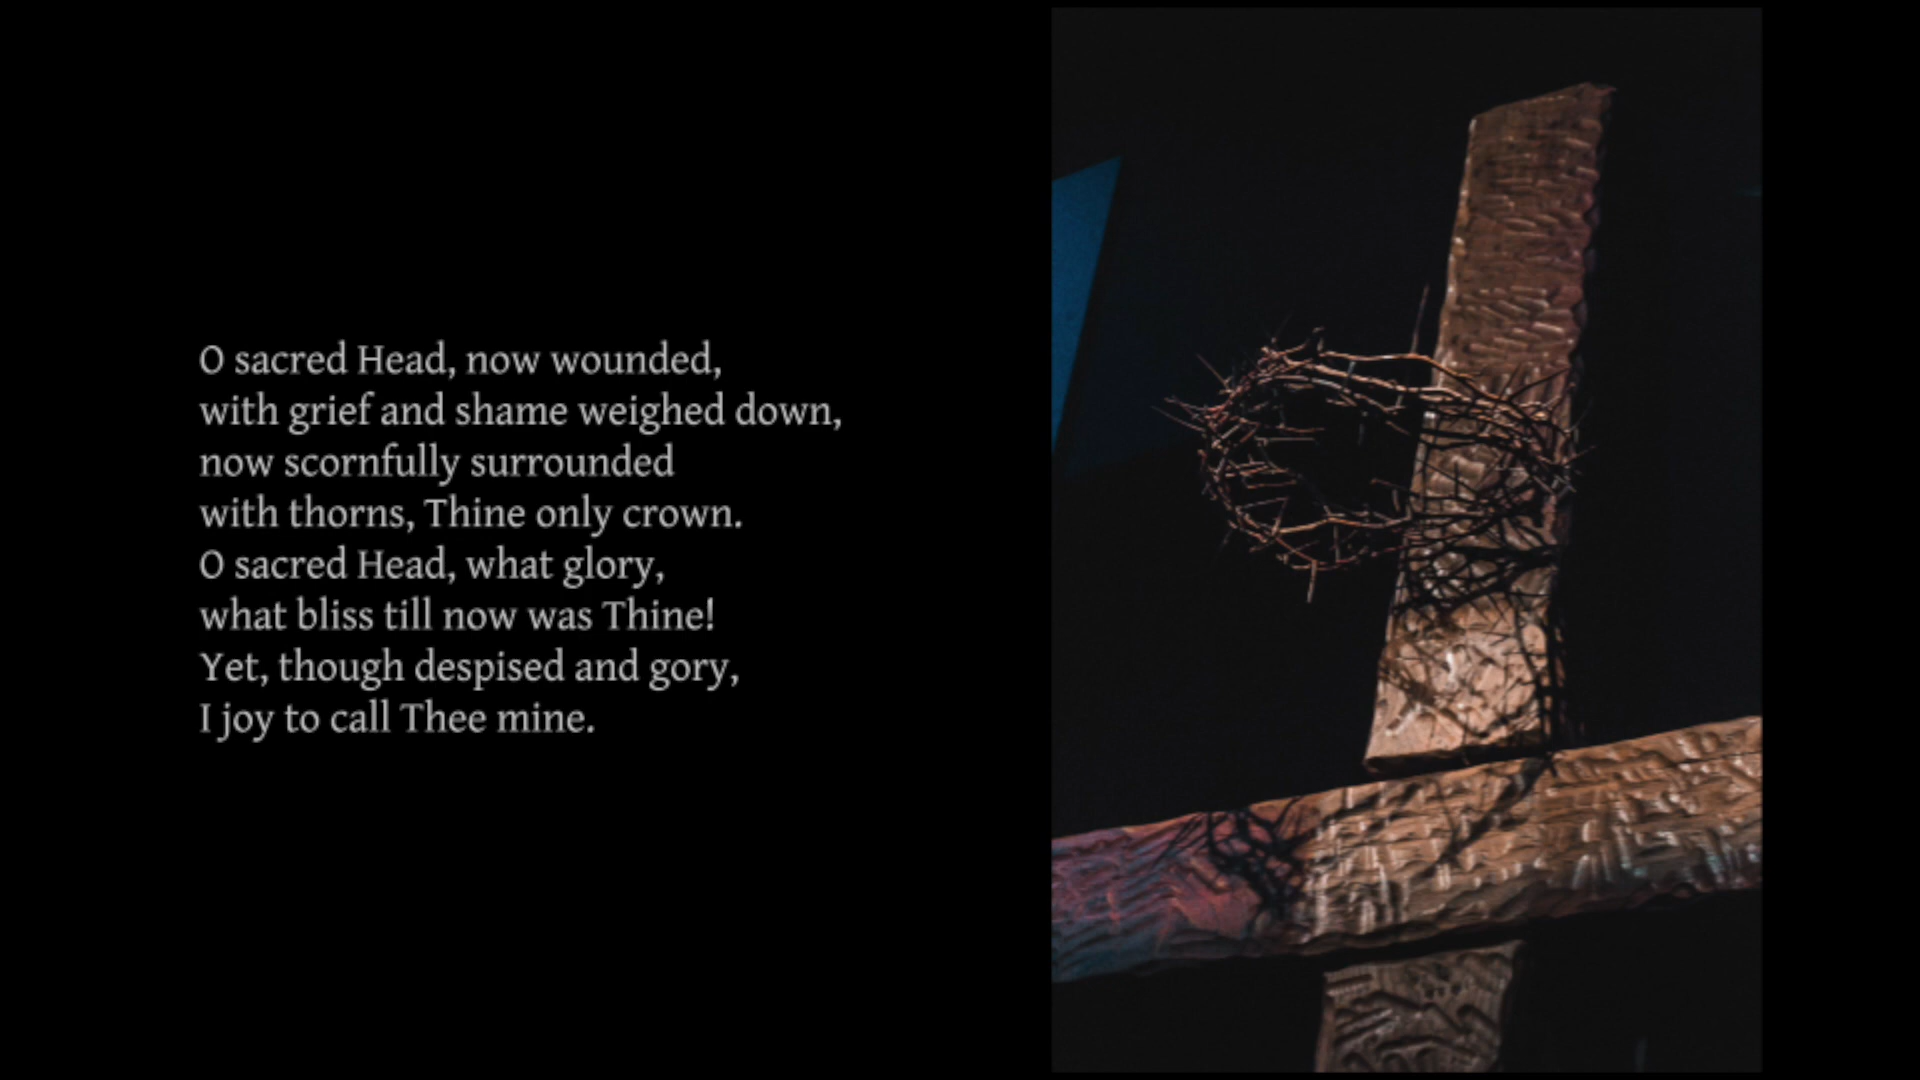 O sacred Head, now wounded,
with grief and shame weighed down,
now scornfully surrounded
with thorns, Thine only crown.
O sacred Head, what glory,
what bliss till now was Thine!
Yet, though despised and gory,
I joy to call Thee mine.